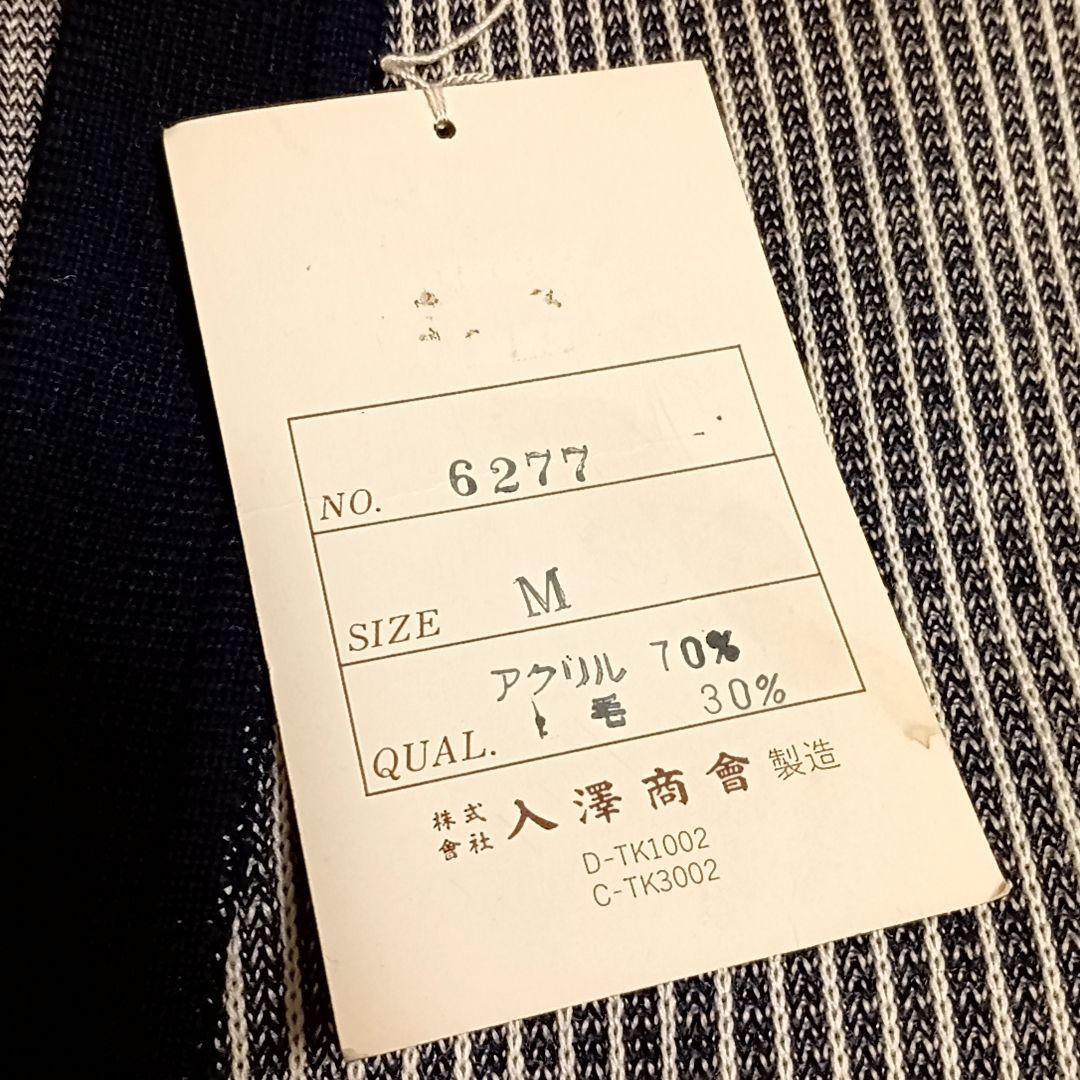 NO. 6277
SIZE M
アクリル 70%
QUAL. 毛 30%
株式會社 入澤商會 製造
D-TK1002
C-TK3002